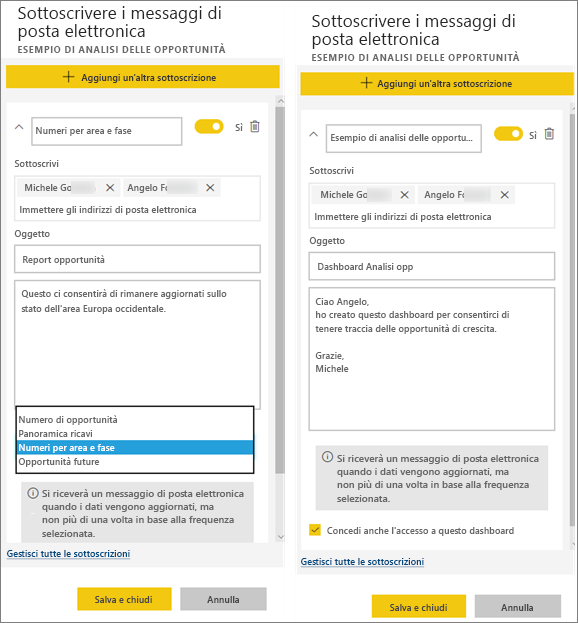 Sottoscrivere i messaggi di
posta elettronica
ESEMPIO DI ANALISI DELLE OPPORTUNITÀ
Aggiungi un'altra sottoscrizione
Numeri per area e fase
Sì
Sottoscrivi
Michele Go
Angelo F
Immettere gli indirizzi di posta elettronica
Oggetto
Report opportunità
Questo ci consentirà di rimanere aggiornati sullo
stato dell'area Europa occidentale.
Numero di opportunità
Panoramica ricavi
Numeri per area e fase
Opportunità future
Si riceverà un messaggio di posta elettronica
quando i dati vengono aggiornati, ma
non più di una volta in base alla frequenza
selezionata.
Gestisci tutte le sottoscrizioni
Salva e chiudi
Annulla
Sottoscrivere i messaggi di
posta elettronica
ESEMPIO DI ANALISI DELLE OPPORTUNITÀ
Aggiungi un'altra sottoscrizione
Esempio di analisi delle opportu...
Sì
Sottoscrivi
Michele Go
Angelo Fo
Immettere gli indirizzi di posta elettronica
Oggetto
Dashboard Analisi opp
Ciao Angelo,
ho creato questo dashboard per consentirci di
tenere traccia delle opportunità di crescita.
Grazie,
Michele
Si riceverà un messaggio di posta elettronica
quando i dati vengono aggiornati, ma
non più di una volta in base alla frequenza
selezionata.
Concedi anche l'accesso a questo dashboard
Gestisci tutte le sottoscrizioni
Salva e chiudi
Annulla